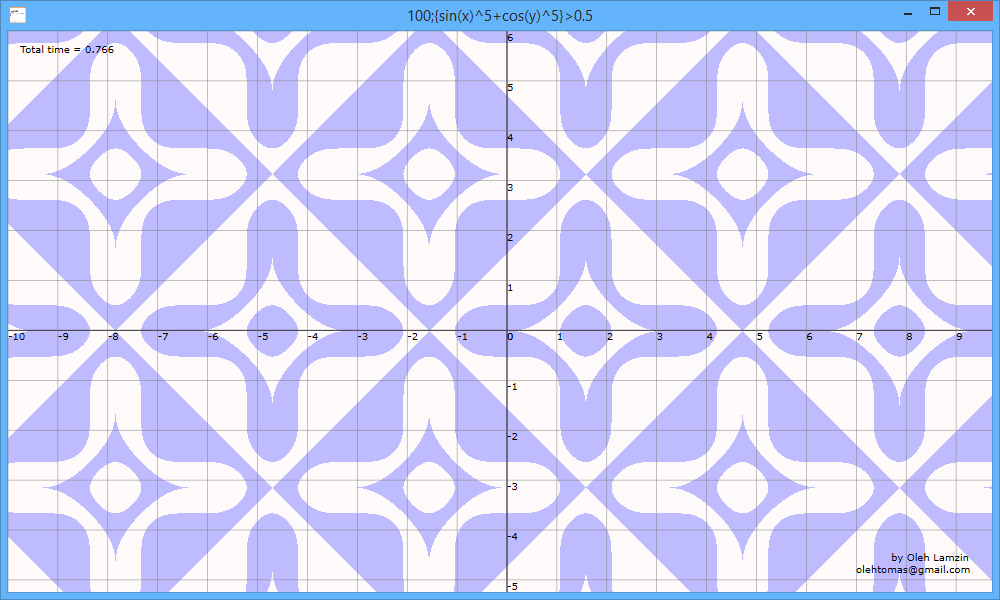 100;{sin(x)^5+cos(y)^5}>0.5
Total time = 0.766
6
5
4
3
2
1
-10 -9 -8 -7 -6 -5 -4 -3 -2 -1 0 1 2 3 4 5 6 7 8 9
-1
-2
-3
-4
-5
by Oleh Lamzin
olehtomas@gmail.com